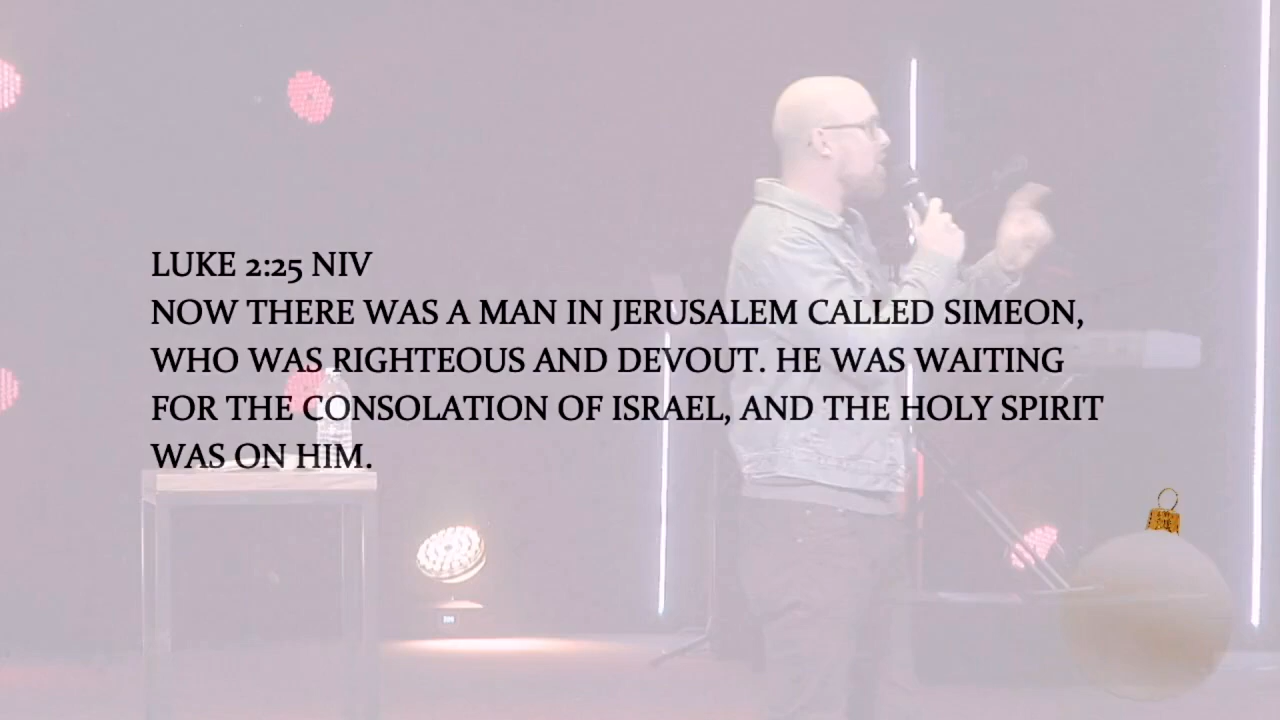 LUKE 2:25 NIV
NOW THERE WAS A MAN IN JERUSALEM CALLED SIMEON,
WHO WAS RIGHTEOUS AND DEVOUT. HE WAS WAITING
FOR THE CONSOLATION OF ISRAEL, AND THE HOLY SPIRIT
WAS ON HIM.